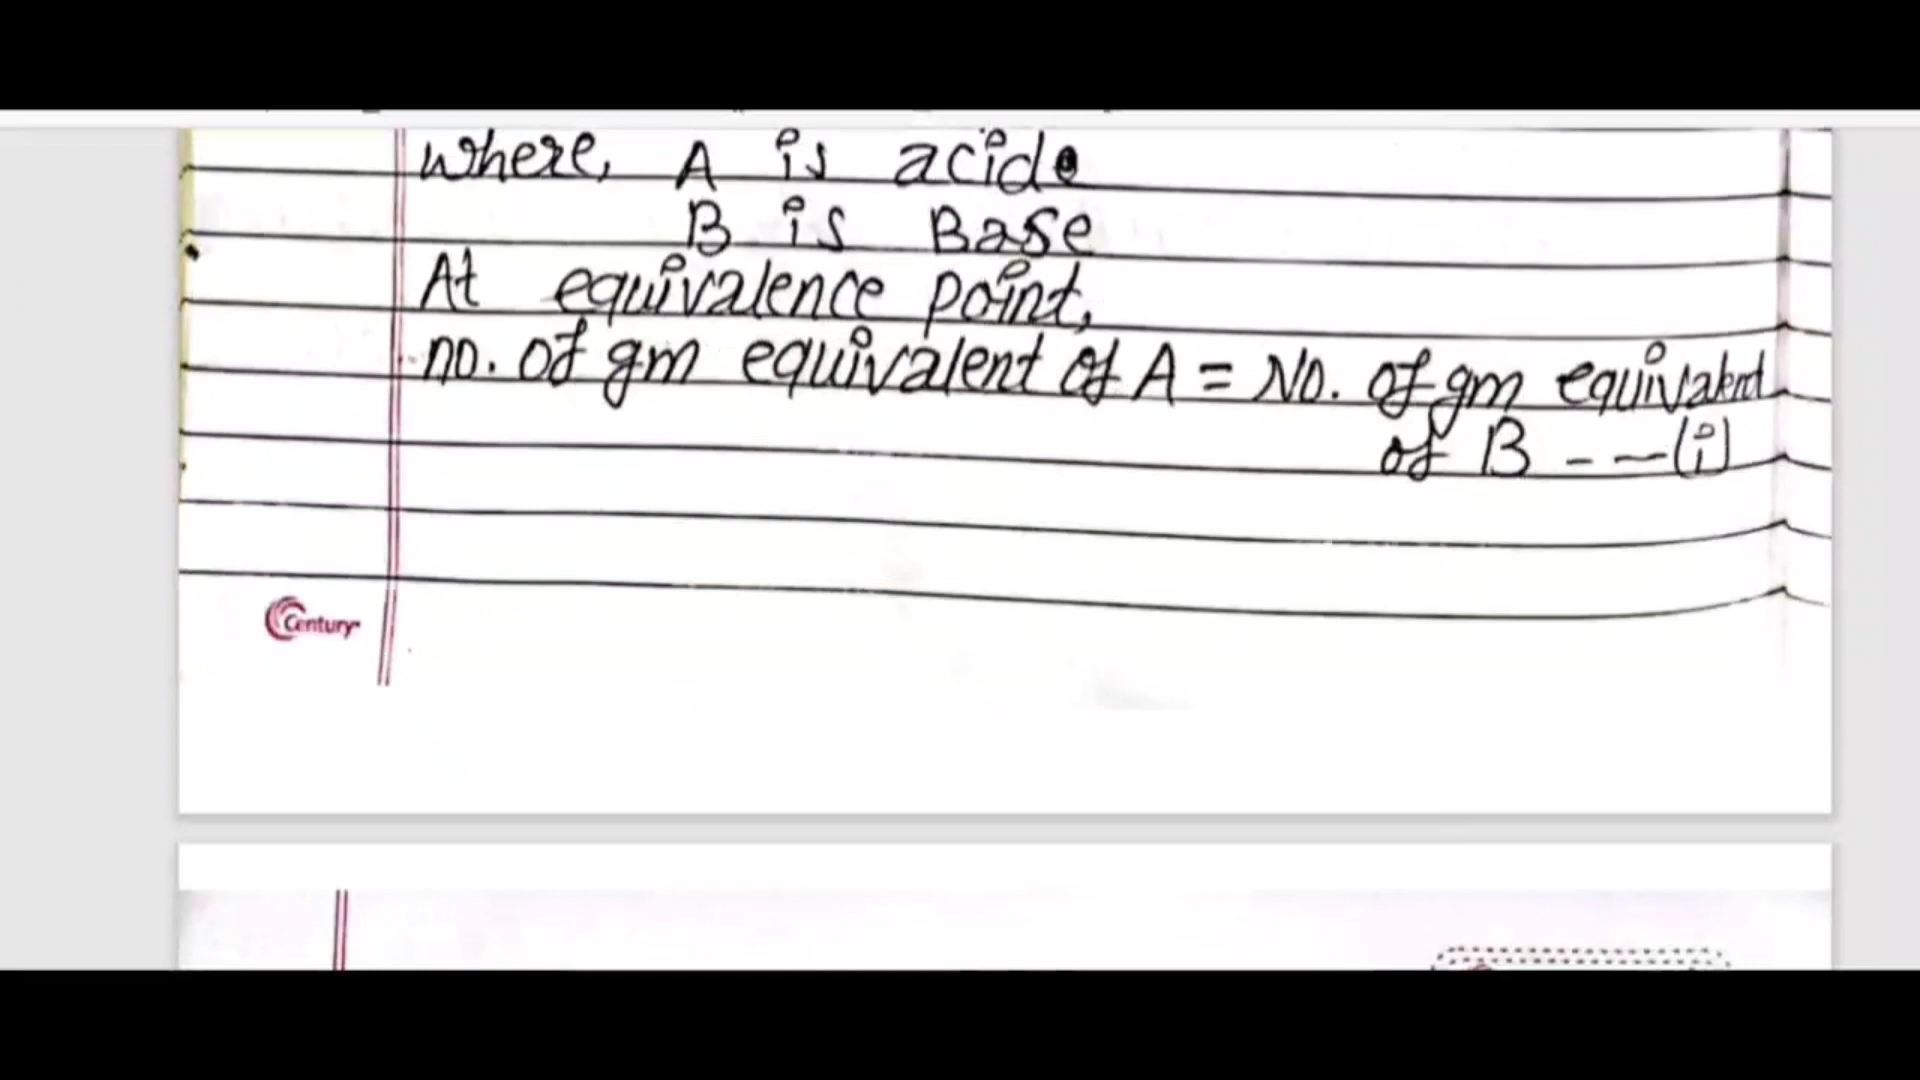 where, A is acid
B is Base
At equivalence point,
no. of gm equivalent of A = No. of gm equivalent
of B - - - (i)
Century